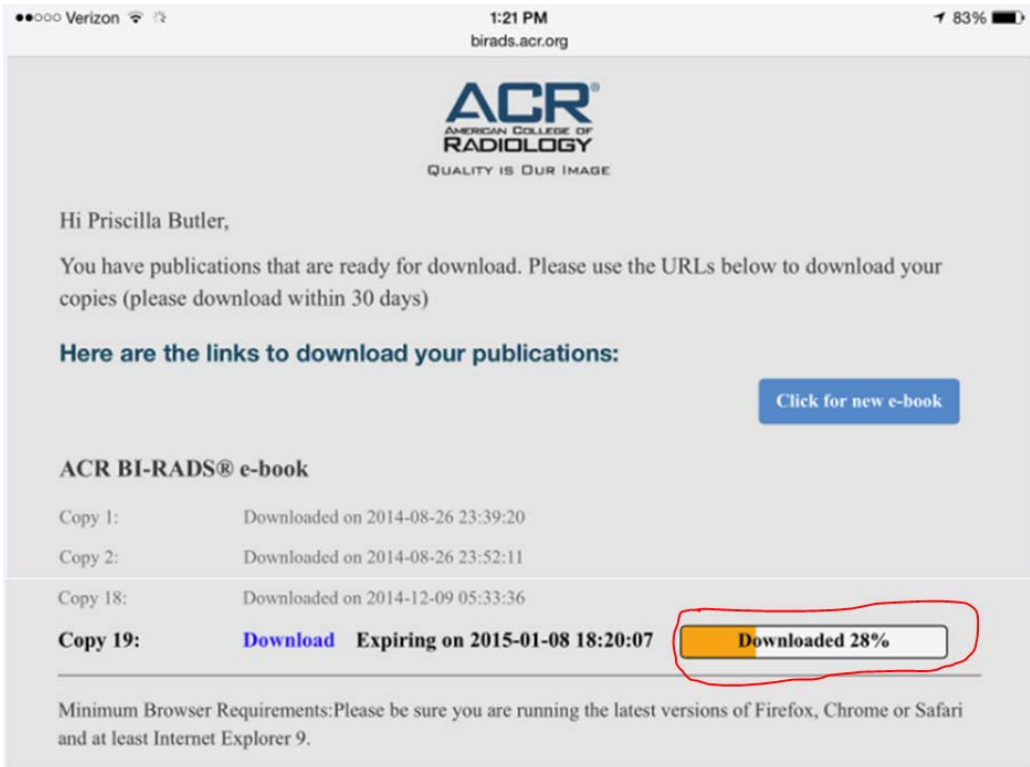 Verizon 1:21 PM 83%
birads.acr.org
ACR®
AMERICAN COLLEGE OF
RADIOLOGY
QUALITY IS OUR IMAGE
Hi Priscilla Butler,
You have publications that are ready for download. Please use the URLs below to download your
copies (please download within 30 days)
Here are the links to download your publications:
Click for new e-book
ACR BI-RADS® e-book
Copy 1: Downloaded on 2014-08-26 23:39:20
Copy 2: Downloaded on 2014-08-26 23:52:11
Copy 18: Downloaded on 2014-12-09 05:33:36
Copy 19: Download Expiring on 2015-01-08 18:20:07 Downloaded 28%
Minimum Browser Requirements:Please be sure you are running the latest versions of Firefox, Chrome or Safari
and at least Internet Explorer 9.